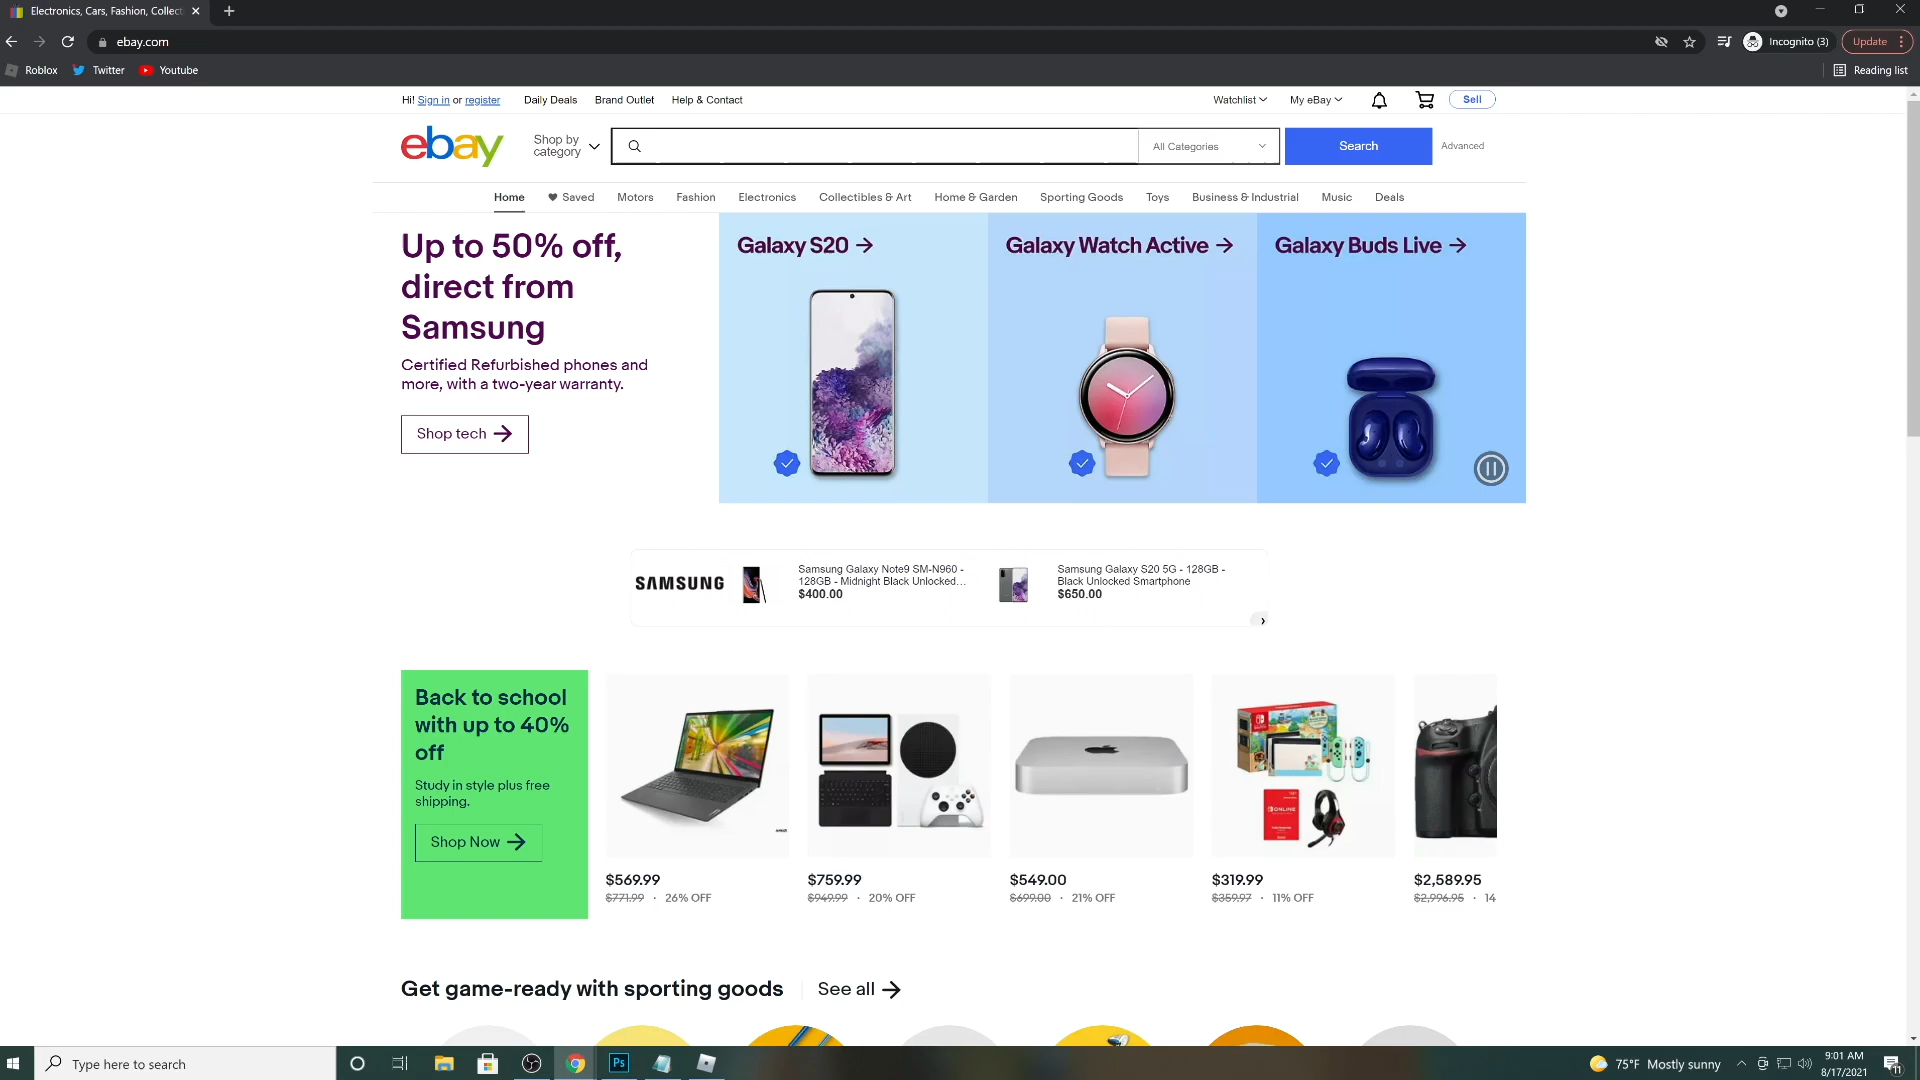 Electronics, Cars, Fashion, Collect
ebay.com
Incognito (3)
Update
Roblox
Twitter
Youtube
Reading list
Hi! Sign in or register
Daily Deals
Brand Outlet
Help & Contact
Watchlist
My eBay
Sell
ebay
Shop by
category
All Categories
Search
Advanced
Home
Saved
Motors
Fashion
Electronics
Collectibles & Art
Home & Garden
Sporting Goods
Toys
Business & Industrial
Music
Deals
Up to 50% off,
direct from
Samsung
Certified Refurbished phones and
more, with a two-year warranty.
Shop tech
Galaxy S20
Galaxy Watch Active
Galaxy Buds Live
SAMSUNG
Samsung Galaxy Note9 SM-N960 -
128GB - Midnight Black Unlocked...
$400.00
Samsung Galaxy S20 5G - 128GB -
Black Unlocked Smartphone
$650.00
Back to school
with up to 40%
off
Study in style plus free
shipping.
Shop Now
ONLINE
$569.99
$771.99 · 26% OFF
$759.99
$949.99 · 20% OFF
$549.00
$699.00 · 21% OFF
$319.99
$359.97 · 11% OFF
$2,589.95
$2,996.95 · 14
Get game-ready with sporting goods
See all
Type here to search
Ps
75°F Mostly sunny
9:01 AM
8/17/2021
11